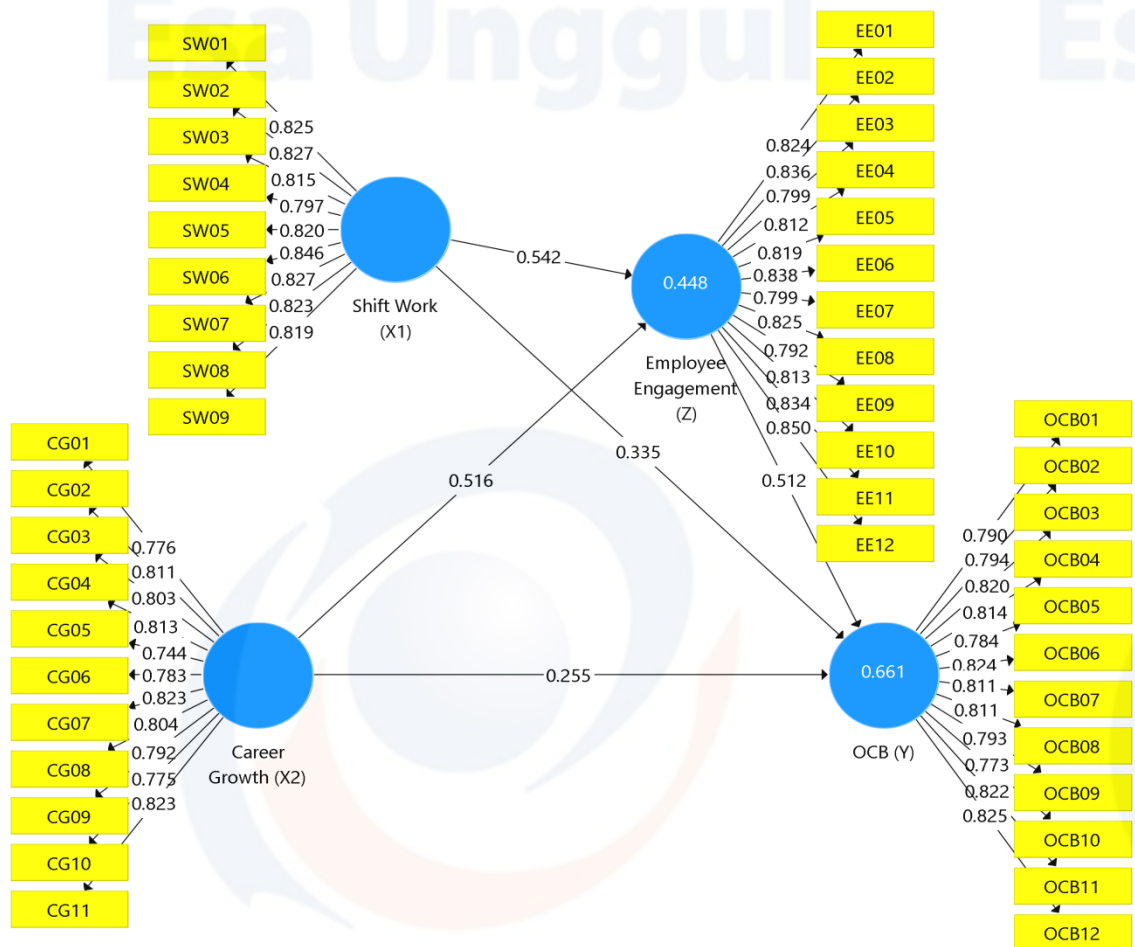 Esa Unggul
Es
SW01
SW02
SW03
SW04
SW05
SW06
SW07
SW08
SW09
0.825
0.827
0.815
0.797
0.820
0.846
0.827
0.823
0.819
Shift Work
(X1)
0.542
0.335
EE01
EE02
EE03
EE04
EE05
EE06
EE07
EE08
EE09
EE10
EE11
EE12
0.824
0.836
0.799
0.812
0.819
0.838
0.799
0.825
0.792
0.813
0.834
0.850
0.448
Employee
Engagement
(Z)
0.512
CG01
CG02
CG03
CG04
CG05
CG06
CG07
CG08
CG09
CG10
CG11
0.776
0.811
0.803
0.813
0.744
0.783
0.823
0.804
0.792
0.775
0.823
Career
Growth (X2)
0.516
0.255
OCB01
OCB02
OCB03
OCB04
OCB05
OCB06
OCB07
OCB08
OCB09
OCB10
OCB11
OCB12
0.790
0.794
0.820
0.814
0.784
0.824
0.811
0.811
0.793
0.773
0.822
0.825
0.661
OCB (Y)